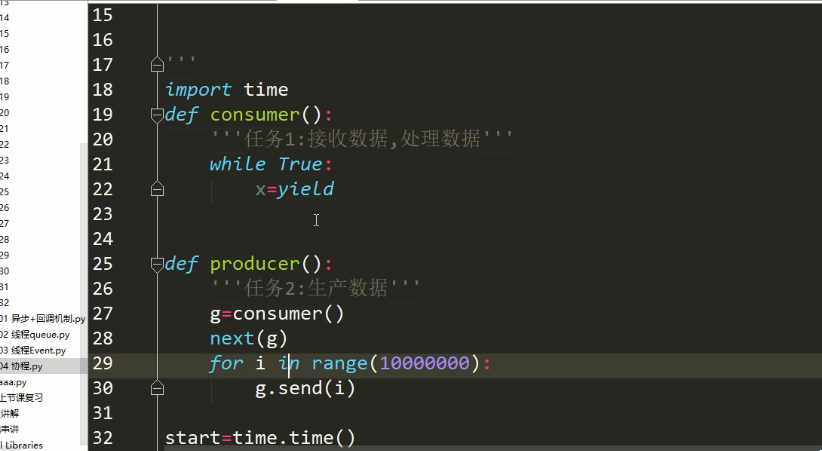 14
15
16
17
18
19
20
21
22
23
24
25
26
27
28
29
30
31
32
01 异步+回调机制.py
02 线程queue.py
03 线程Event.py
04 协程.py
aaa.py
上节课复习
讲解
串讲
l Libraries
15
16
17 '''
18 import time
19 def consumer():
20 '''任务1:接收数据,处理数据'''
21 while True:
22 x=yield
23
24
25 def producer():
26 '''任务2:生产数据'''
27 g=consumer()
28 next(g)
29 for i in range(10000000):
30 g.send(i)
31
32 start=time.time()